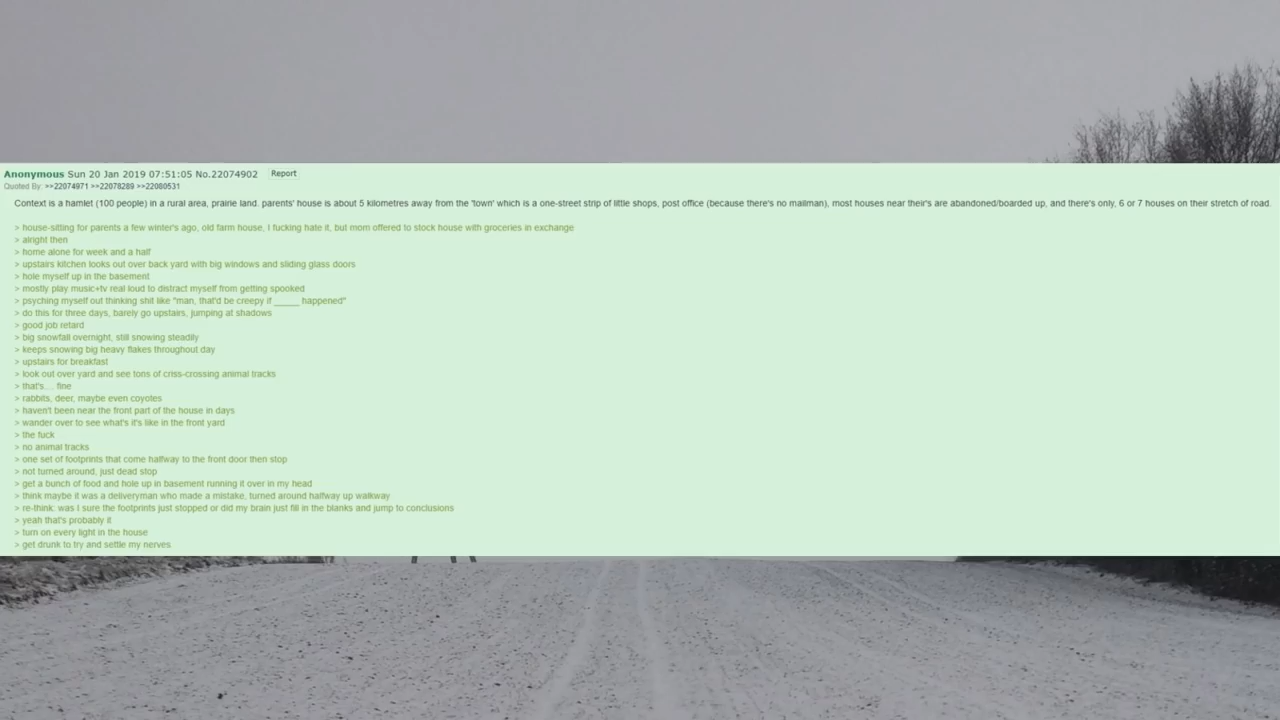 Anonymous Sun 20 Jan 2019 07:51:05 No.22074902 Report
Quoted By: >>22074971 >>22078289 >>22080531
Context is a hamlet (100 people) in a rural area, prairie land. parents' house is about 5 kilometres away from the 'town' which is a one-street strip of little shops, post office (because there's no mailman), most houses near their's are abandoned/boarded up, and there's only, 6 or 7 houses on their stretch of road.
> house-sitting for parents a few winter's ago, old farm house, I fucking hate it, but mom offered to stock house with groceries in exchange
> alright then
> home alone for week and a half
> upstairs kitchen looks out over back yard with big windows and sliding glass doors
> hole myself up in the basement
> mostly play music+tv real loud to distract myself from getting spooked
> psyching myself out thinking shit like "man, that'd be creepy if _____ happened"
> do this for three days, barely go upstairs, jumping at shadows
> good job retard
> big snowfall overnight, still snowing steadily
> keeps snowing big heavy flakes throughout day
> upstairs for breakfast
> look out over yard and see tons of criss-crossing animal tracks
> that's.... fine
> rabbits, deer, maybe even coyotes
> haven't been near the front part of the house in days
> wander over to see what's it's like in the front yard
> the fuck
> no animal tracks
> one set of footprints that come halfway to the front door then stop
> not turned around, just dead stop
> get a bunch of food and hole up in basement running it over in my head
> think maybe it was a deliveryman who made a mistake, turned around halfway up walkway
> re-think: was I sure the footprints just stopped or did my brain just fill in the blanks and jump to conclusions
> yeah that's probably it
> turn on every light in the house
> get drunk to try and settle my nerves